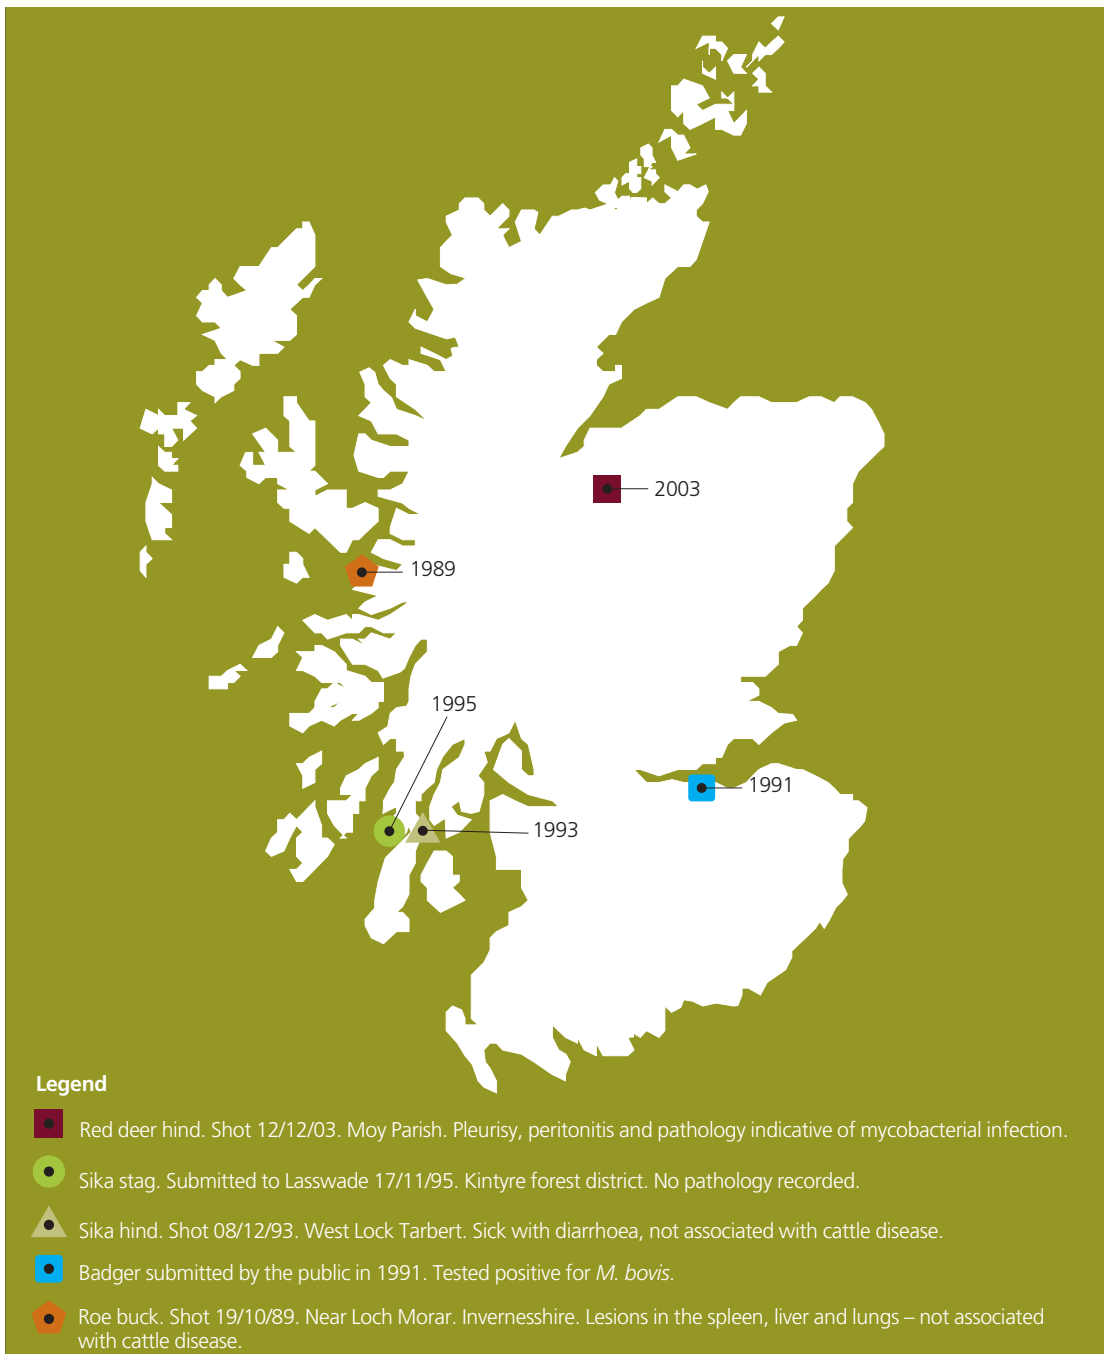 2003
1989
1995
1991
1993
Legend
Red deer hind. Shot 12/12/03. Moy Parish. Pleurisy, peritonitis and pathology indicative of mycobacterial infection.
Sika stag. Submitted to Lasswade 17/11/95. Kintyre forest district. No pathology recorded.
Sika hind. Shot 08/12/93. West Lock Tarbert. Sick with diarrhoea, not associated with cattle disease.
Badger submitted by the public in 1991. Tested positive for M. bovis.
Roe buck. Shot 19/10/89. Near Loch Morar. Invernesshire. Lesions in the spleen, liver and lungs – not associated
with cattle disease.